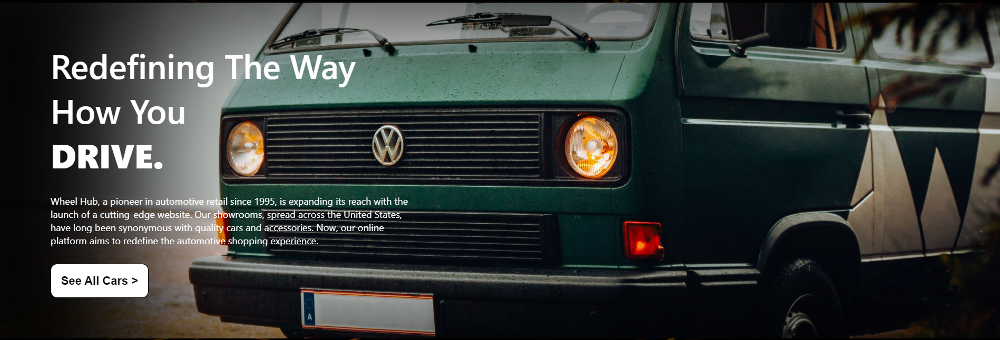 Redefining The Way
How You
DRIVE.
Wheel Hub, a pioneer in automotive retail since 1995, is expanding its reach with the
launch of a cutting-edge website. Our showrooms, spread across the United States,
have long been synonymous with quality cars and accessories. Now, our online
platform aims to redefine the automotive shopping experience.
See All Cars >
A